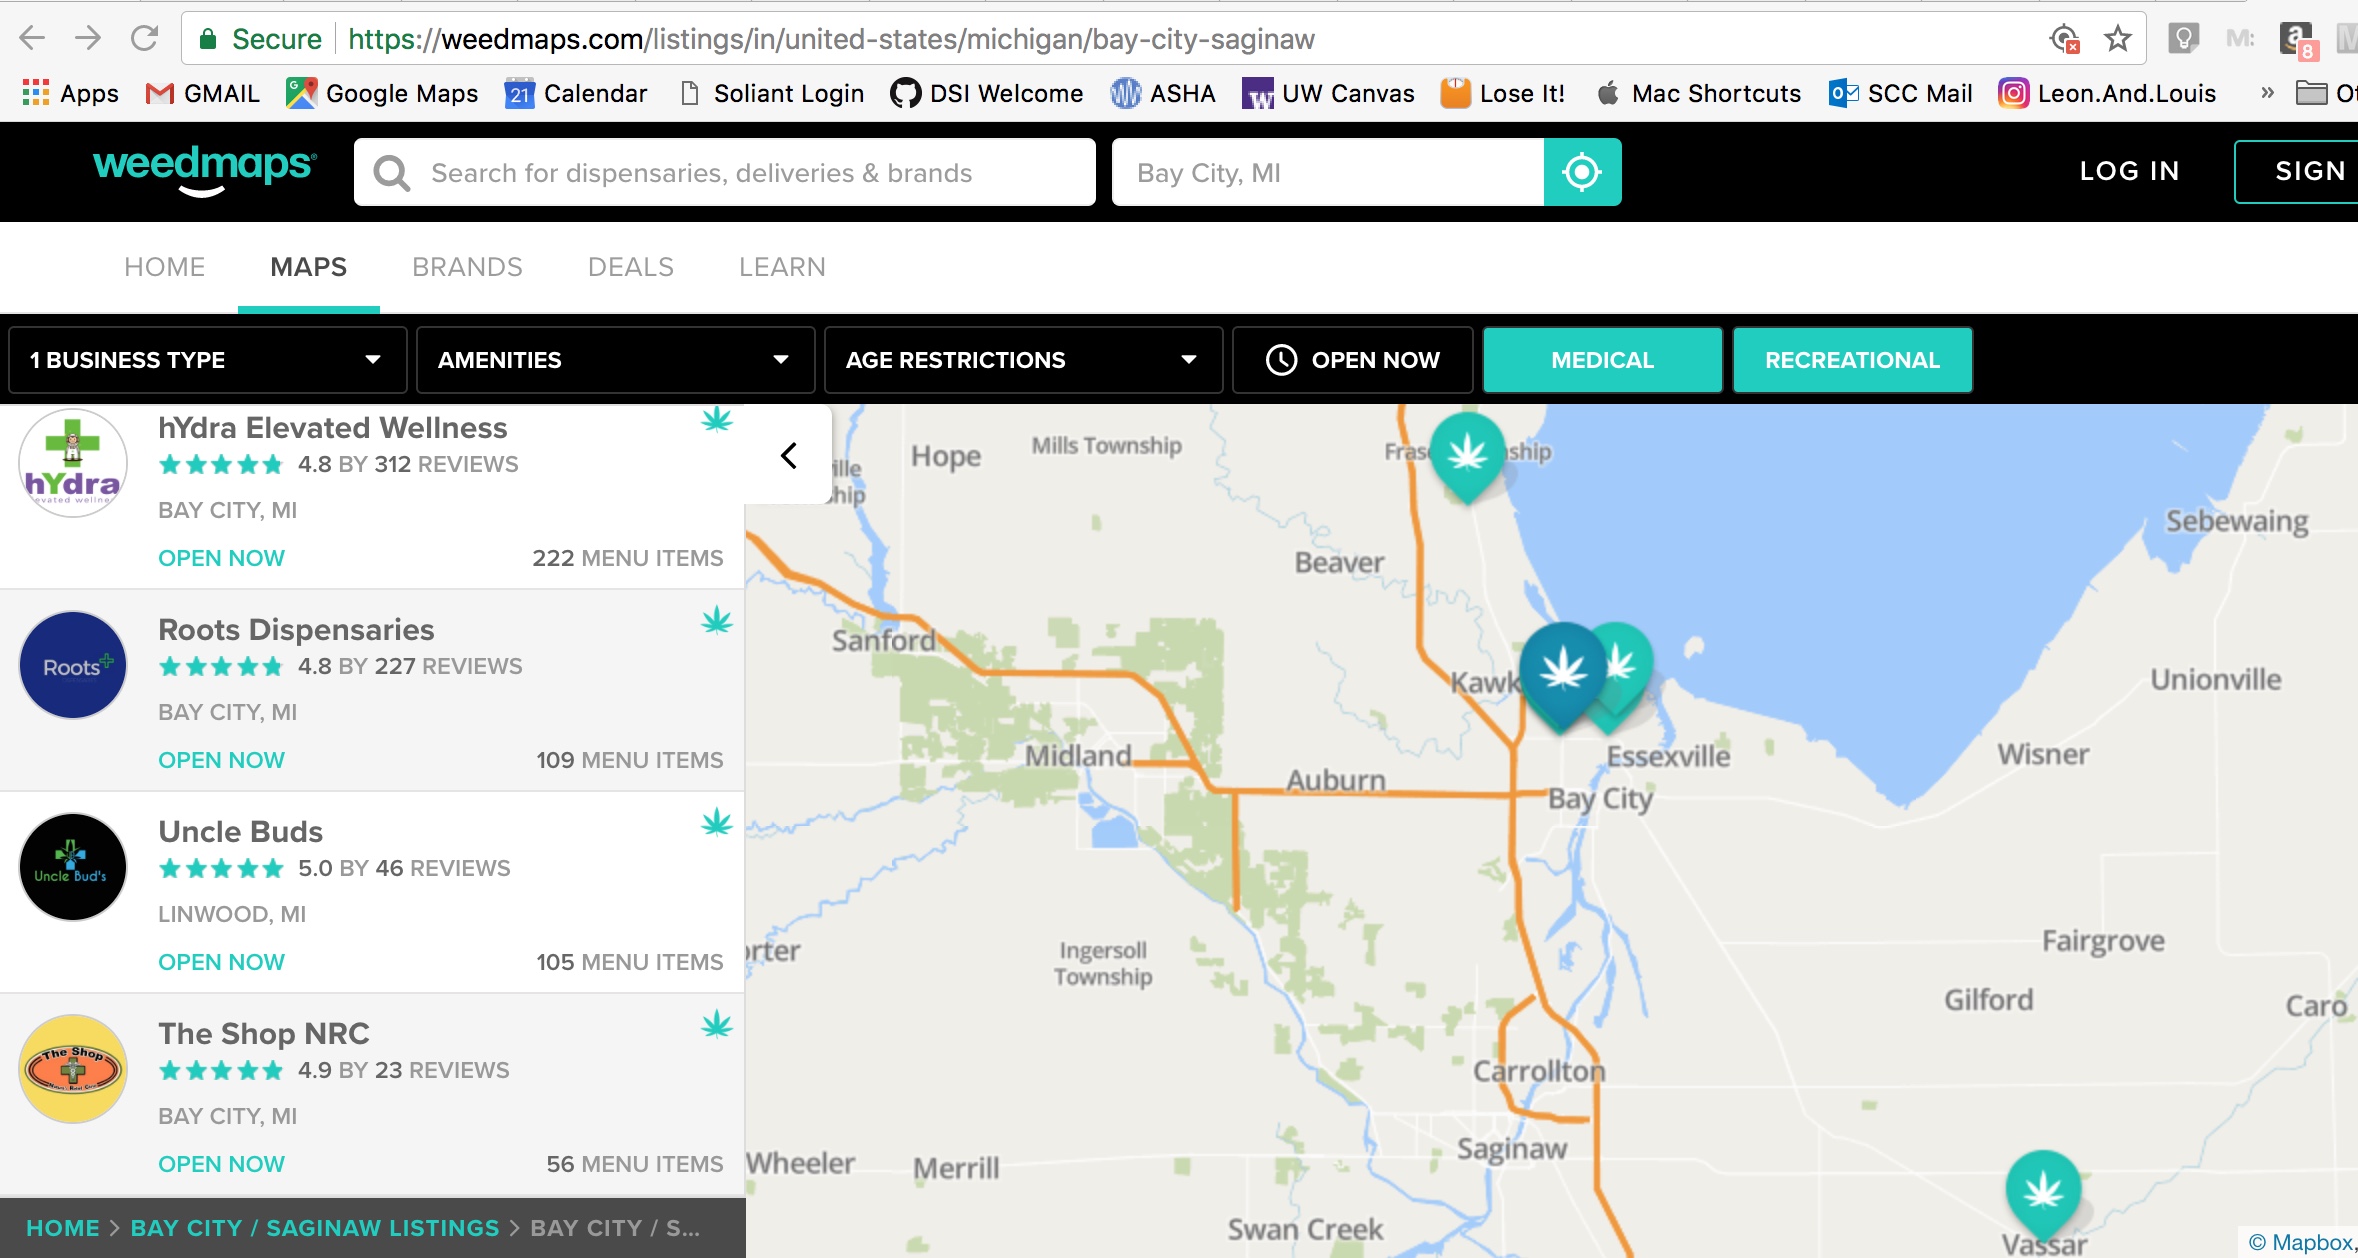 Secure
https://weedmaps.com/listings/in/united-states/michigan/bay-city-saginaw
M:
a
8
Apps
GMAIL
Google Maps
21
Calendar
Soliant Login
DSI Welcome
ASHA
W
UW Canvas
Lose It!
Mac Shortcuts
SCC Mail
Leon.And.Louis
»
weedmaps
Search for dispensaries, deliveries & brands
Bay City, MI
LOG IN
SIGN
HOME
MAPS
BRANDS
DEALS
LEARN
1 BUSINESS TYPE
AMENITIES
AGE RESTRICTIONS
OPEN NOW
MEDICAL
RECREATIONAL
hYdra
hYdra Elevated Wellness
4.8 BY 312 REVIEWS
BAY CITY, MI
OPEN NOW
222 MENU ITEMS
Roots
Roots Dispensaries
4.8 BY 227 REVIEWS
BAY CITY, MI
OPEN NOW
109 MENU ITEMS
Uncle Bud's
Uncle Buds
5.0 BY 46 REVIEWS
LINWOOD, MI
OPEN NOW
105 MENU ITEMS
The Shop
The Shop NRC
4.9 BY 23 REVIEWS
BAY CITY, MI
OPEN NOW
56 MENU ITEMS
HOME > BAY CITY / SAGINAW LISTINGS > BAY CITY / S...
Hope
Mills Township
Sebewaing
Beaver
Sanford
Unionville
Midland
Essexville
Wisner
Auburn
Bay City
Ingersoll
Township
Fairgrove
Gilford
Caro
Carrollton
Saginaw
Wheeler
Merrill
Swan Creek
Vassar
© Mapbox,